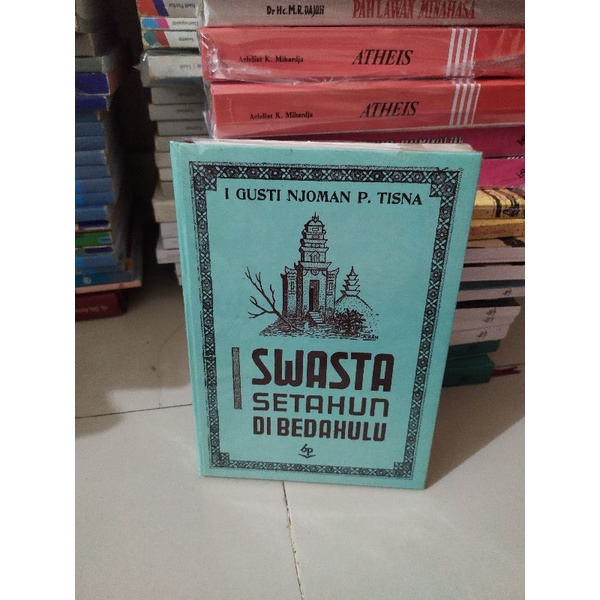 Dr Hc. M.R. DAJOH PAHLAWAN MINAHASA
Achdiat K. Mihardja ATHEIS
Achdiat K. Mihardja ATHEIS
I GUSTI NJOMAN P. TISNA
I SWASTA
SETAHUN
DI BEDAHULU
bp